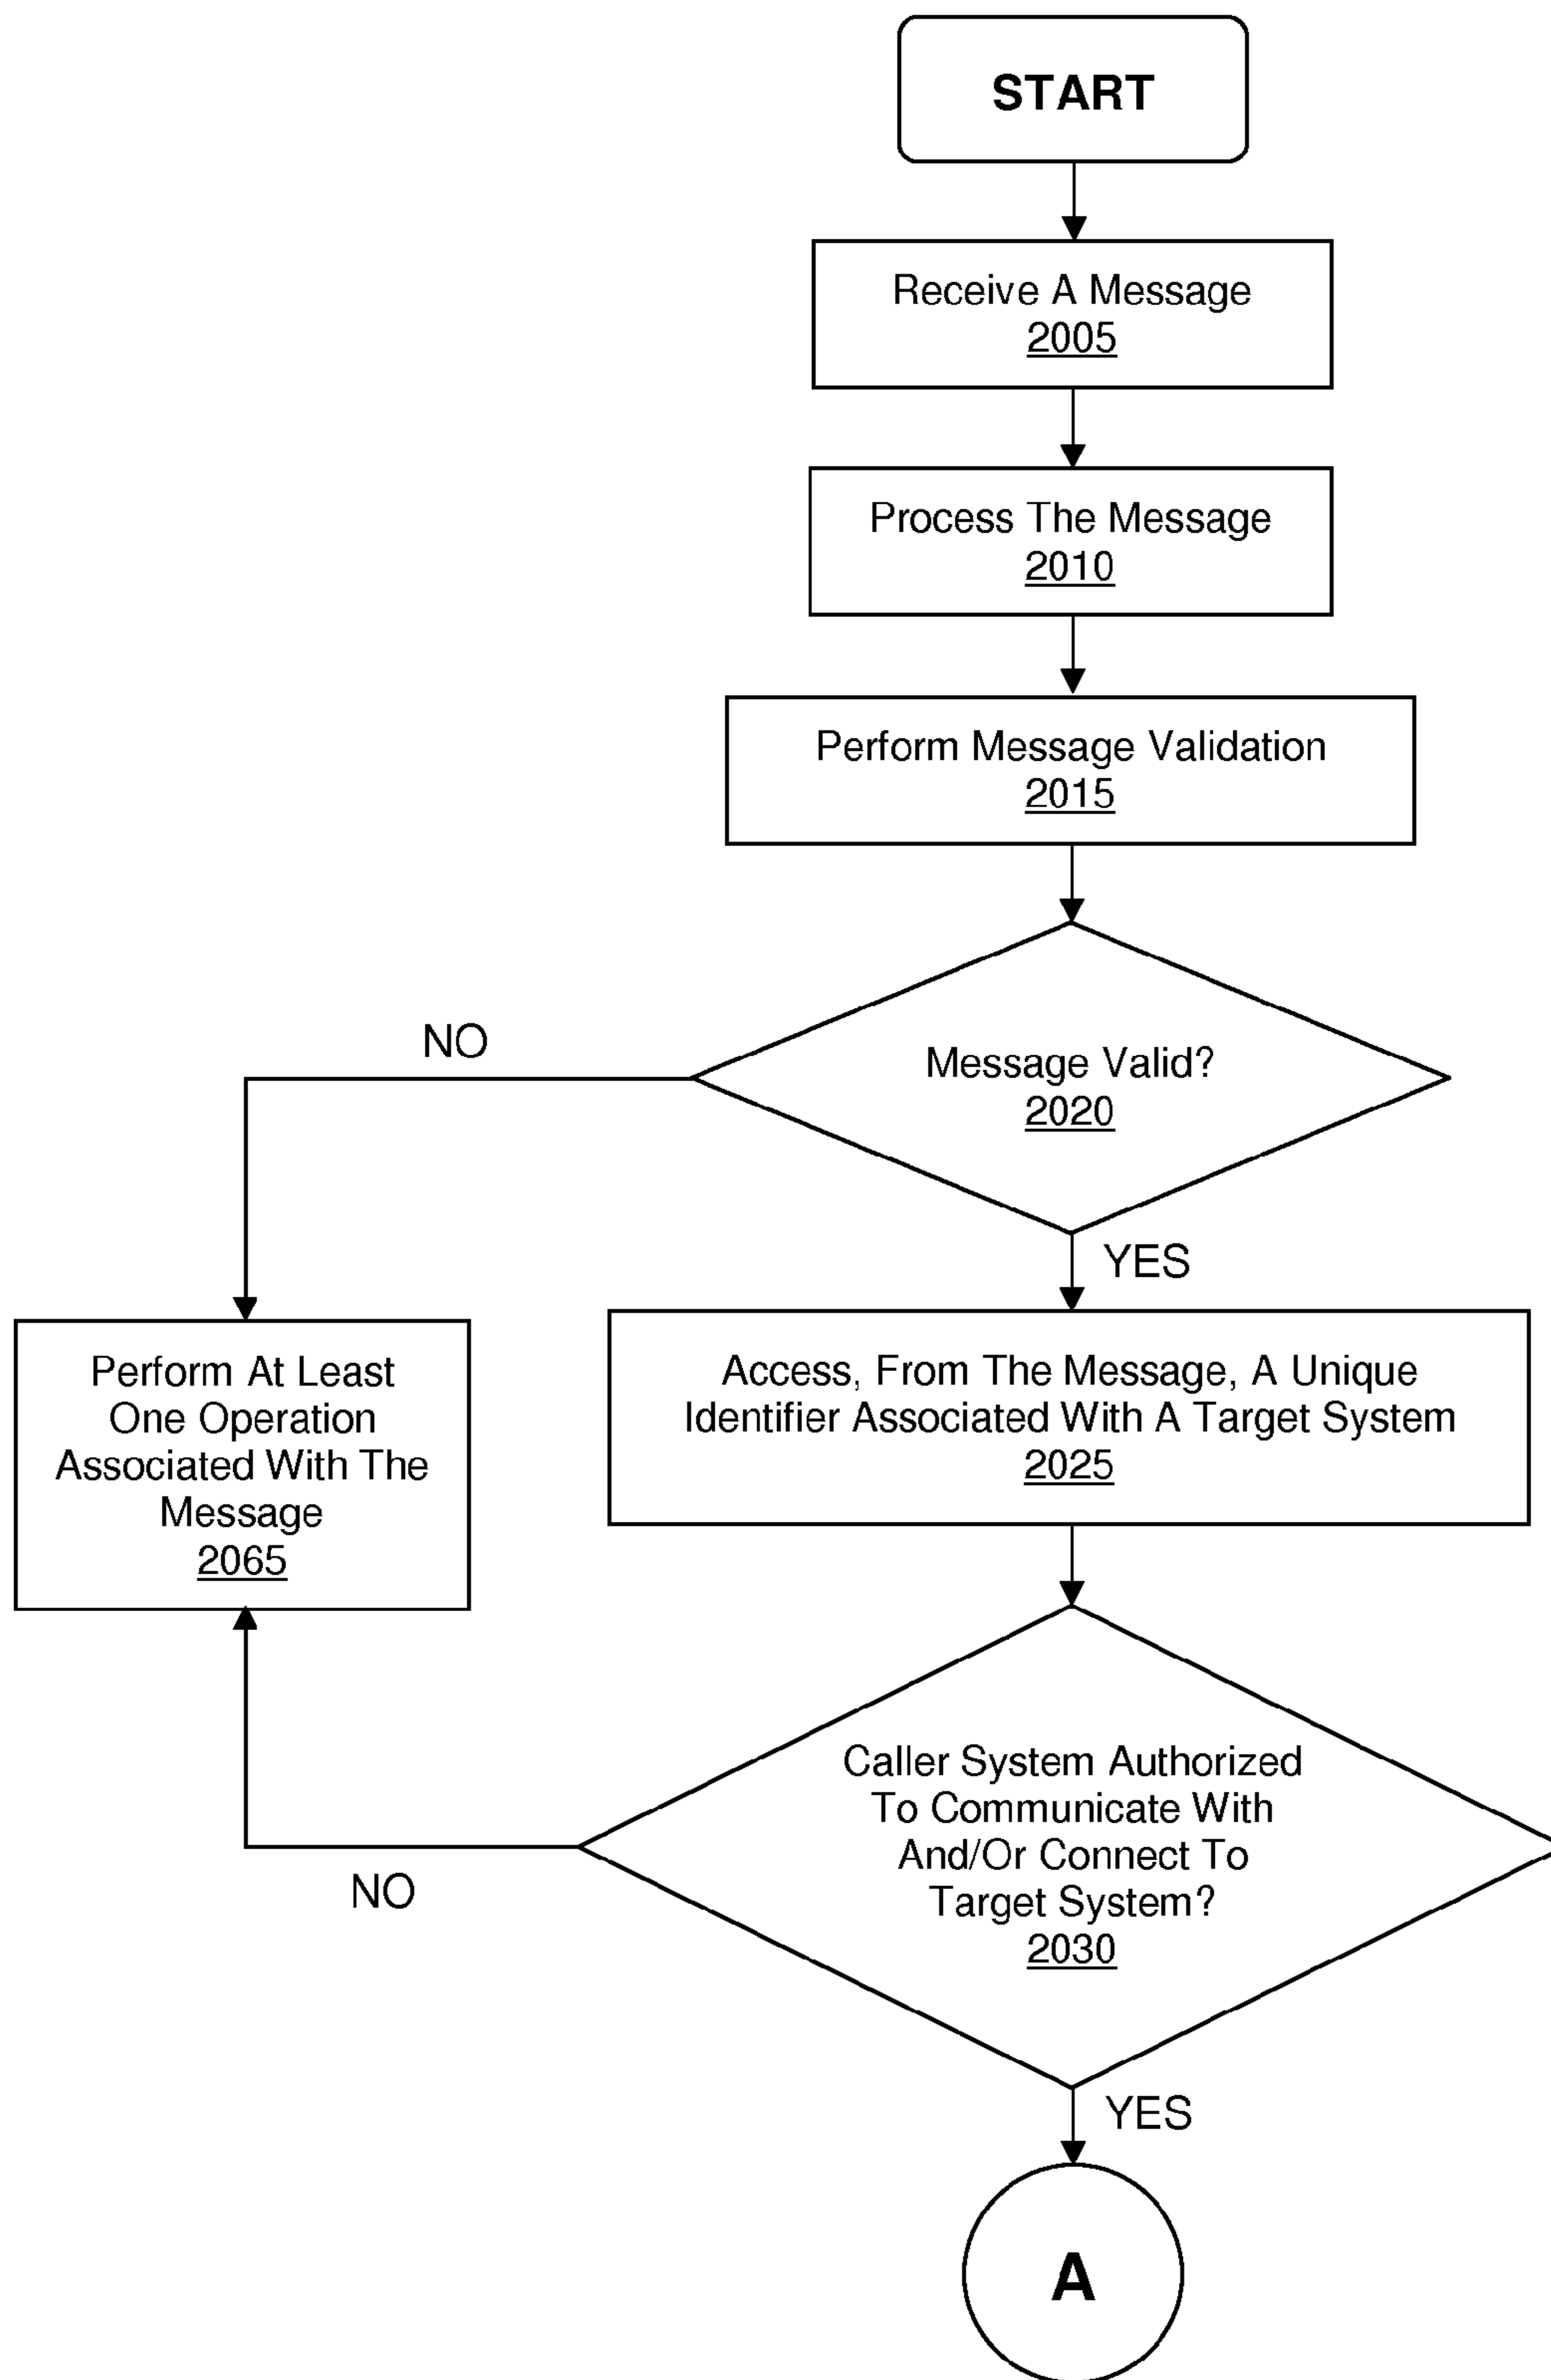 START
Receive A Message
2005
Process The Message
2010
Perform Message Validation
2015
NO
Message Valid?
2020
YES
Perform At Least
One Operation
Associated With The
Message
2065
Access, From The Message, A Unique
Identifier Associated With A Target System
2025
Caller System Authorized
To Communicate With
And/Or Connect To
Target System?
2030
NO
YES
A